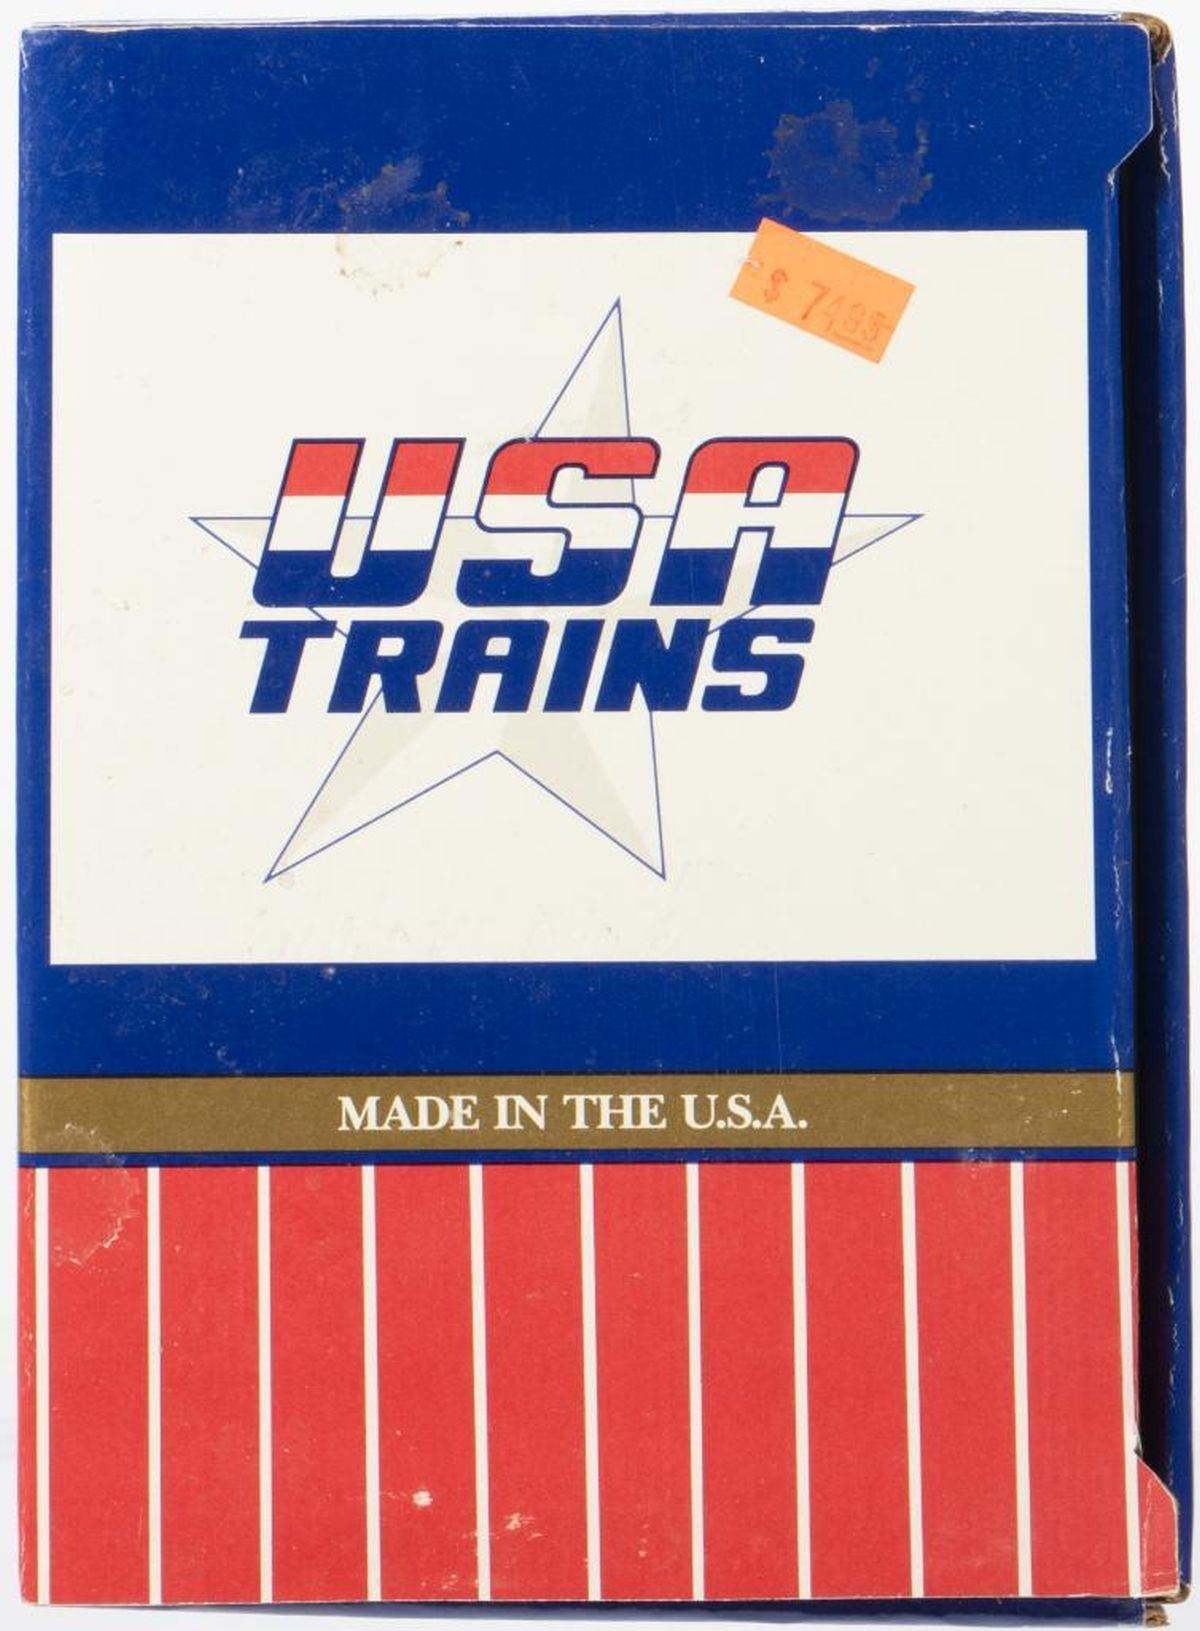 $ 74.95
USA
TRAINS
MADE IN THE U.S.A.